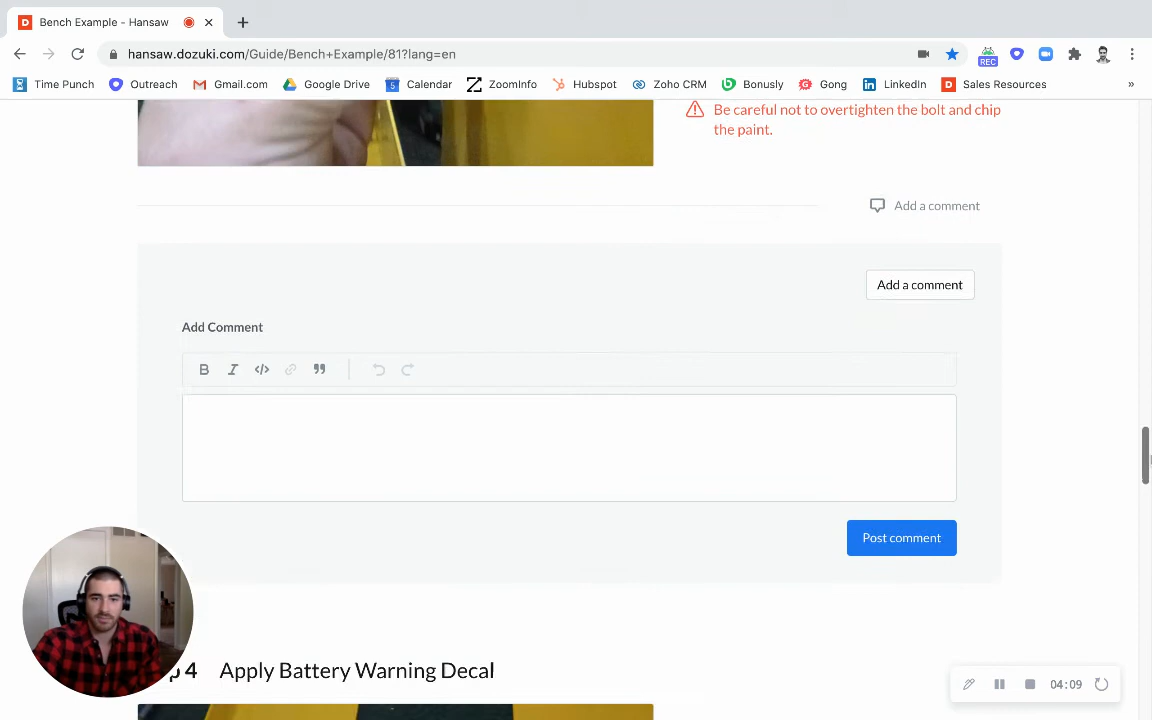 Bench Example - Hansaw
hansaw.dozuki.com/Guide/Bench+Example/81?lang=en
REC
Time Punch
Outreach
Gmail.com
Google Drive
Calendar
ZoomInfo
Hubspot
Zoho CRM
Bonusly
Gong
LinkedIn
Sales Resources
Be careful not to overtighten the bolt and chip
the paint.
Add a comment
Add a comment
Add Comment
Post comment
p 4 Apply Battery Warning Decal
04:09